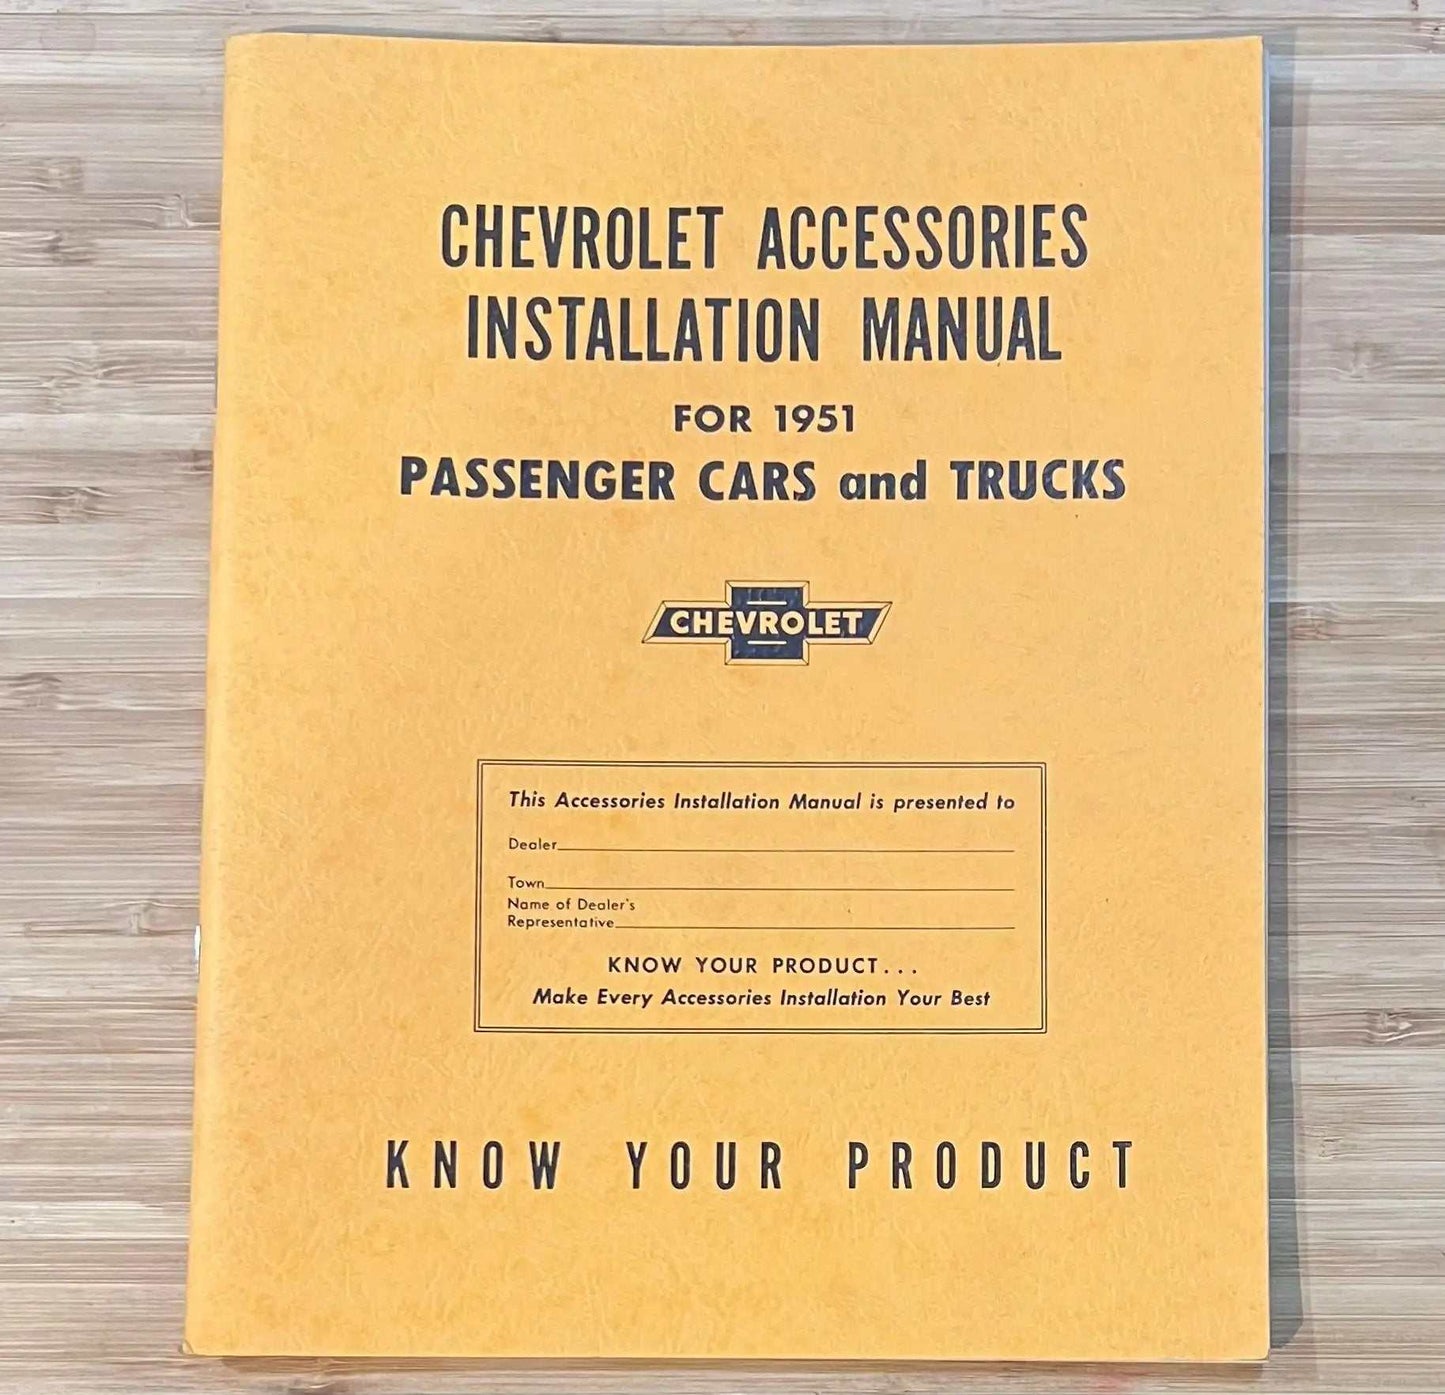 CHEVROLET ACCESSORIES
INSTALLATION MANUAL
FOR 1951
PASSENGER CARS and TRUCKS
CHEVROLET
This Accessories Installation Manual is presented to
Dealer
Town
Name of Dealer's
Representative
KNOW YOUR PRODUCT...
Make Every Accessories Installation Your Best
KNOW YOUR PRODUCT